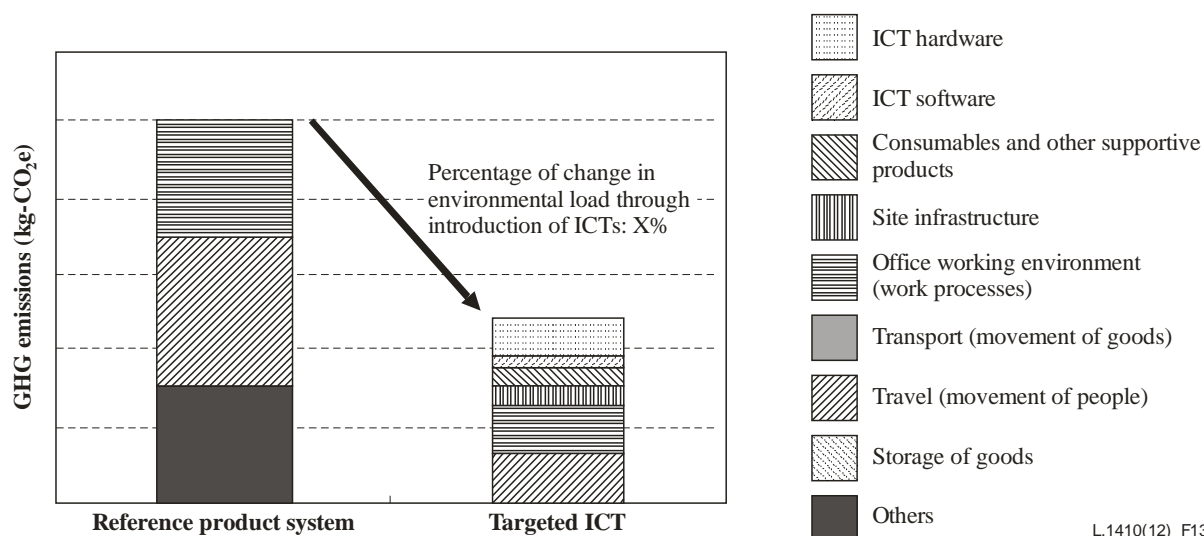 GHG emissions (kg-CO₂e)
Percentage of change in
environmental load through
introduction of ICTs: X%
Reference product system
Targeted ICT
ICT hardware
ICT software
Consumables and other supportive
products
Site infrastructure
Office working environment
(work processes)
Transport (movement of goods)
Travel (movement of people)
Storage of goods
Others
L.1410(12)_F13